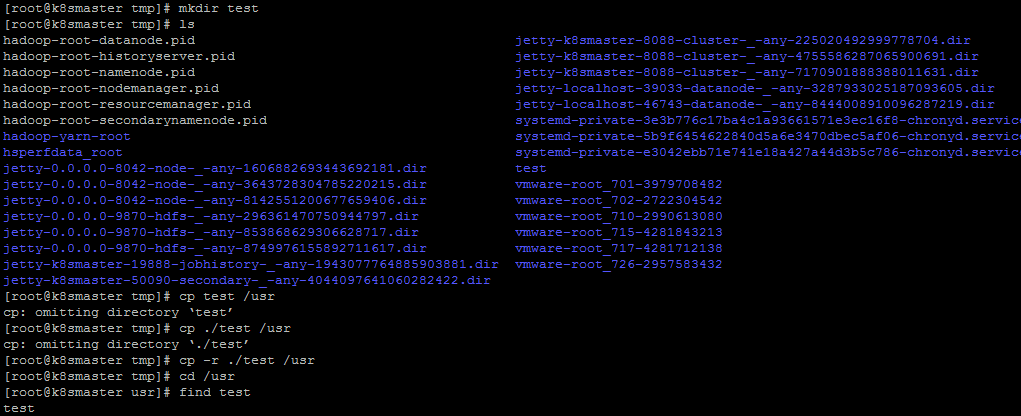 [root@k8smaster tmp]# mkdir test
[root@k8smaster tmp]# ls
hadoop-root-datanode.pid jetty-k8smaster-8088-cluster-_-any-225020492999778704.dir
hadoop-root-historyserver.pid jetty-k8smaster-8088-cluster-_-any-4755586287065900691.dir
hadoop-root-namenode.pid jetty-k8smaster-8088-cluster-_-any-7170901888388011631.dir
hadoop-root-nodemanager.pid jetty-localhost-39033-datanode-_-any-3287933025187093605.dir
hadoop-root-resourcemanager.pid jetty-localhost-46743-datanode-_-any-8444008910096287219.dir
hadoop-root-secondarynamenode.pid systemd-private-3e3b776c17ba4c1a93661571e3ec16f8-chronyd.service
hadoop-yarn-root systemd-private-5b9f6454622840d5a6e3470dbec5af06-chronyd.service
hsperfdata_root systemd-private-e3042ebb71e741e18a427a44d3b5c786-chronyd.service
jetty-0.0.0.0-8042-node-_-any-1606882693443692181.dir test
jetty-0.0.0.0-8042-node-_-any-3643728304785220215.dir vmware-root_701-3979708482
jetty-0.0.0.0-8042-node-_-any-8142551200677659406.dir vmware-root_702-2722304542
jetty-0.0.0.0-9870-hdfs-_-any-296361470750944797.dir vmware-root_710-2990613080
jetty-0.0.0.0-9870-hdfs-_-any-853868629306628717.dir vmware-root_715-4281843213
jetty-0.0.0.0-9870-hdfs-_-any-8749976155892711617.dir vmware-root_717-4281712138
jetty-k8smaster-19888-jobhistory-_-any-1943077764885903881.dir vmware-root_726-2957583432
jetty-k8smaster-50090-secondary-_-any-4044097641060282422.dir
[root@k8smaster tmp]# cp test /usr
cp: omitting directory ‘test’
[root@k8smaster tmp]# cp ./test /usr
cp: omitting directory ‘./test’
[root@k8smaster tmp]# cp -r ./test /usr
[root@k8smaster tmp]# cd /usr
[root@k8smaster usr]# find test
test